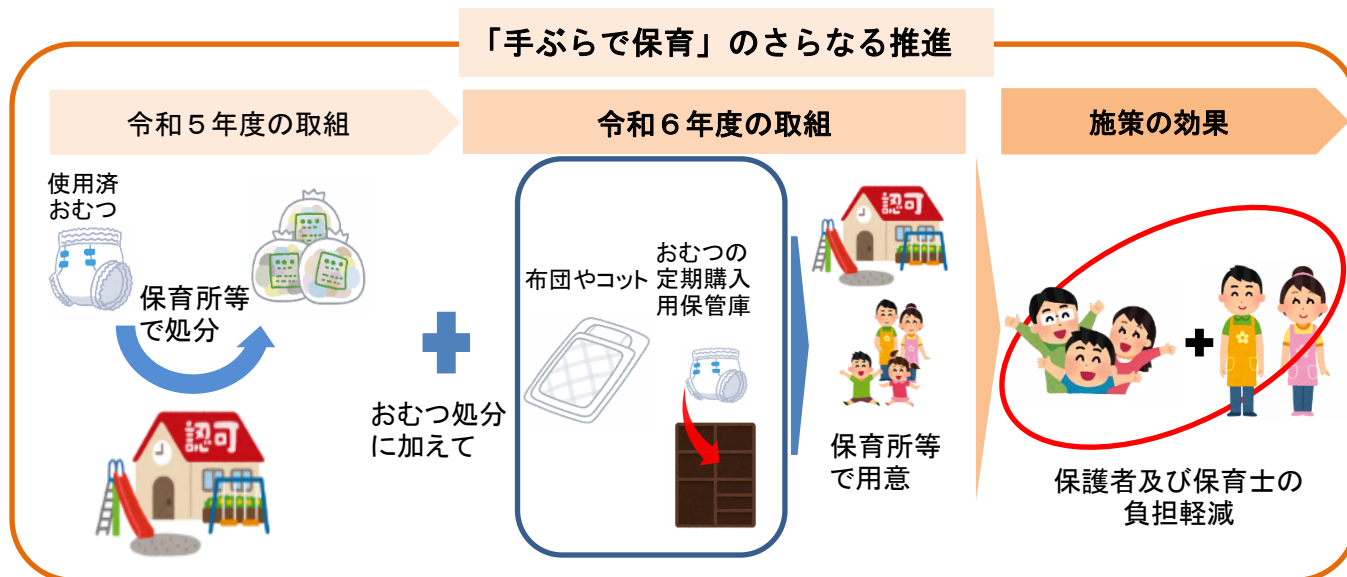 「手ぶらで保育」のさらなる推進
令和５年度の取組
令和６年度の取組
施策の効果
使用済
おむつ
保育所等
で処分
認可
おむつ処分
に加えて
布団やコット
おむつの
定期購入
用保管庫
認可
保育所等
で用意
保護者及び保育士の
負担軽減